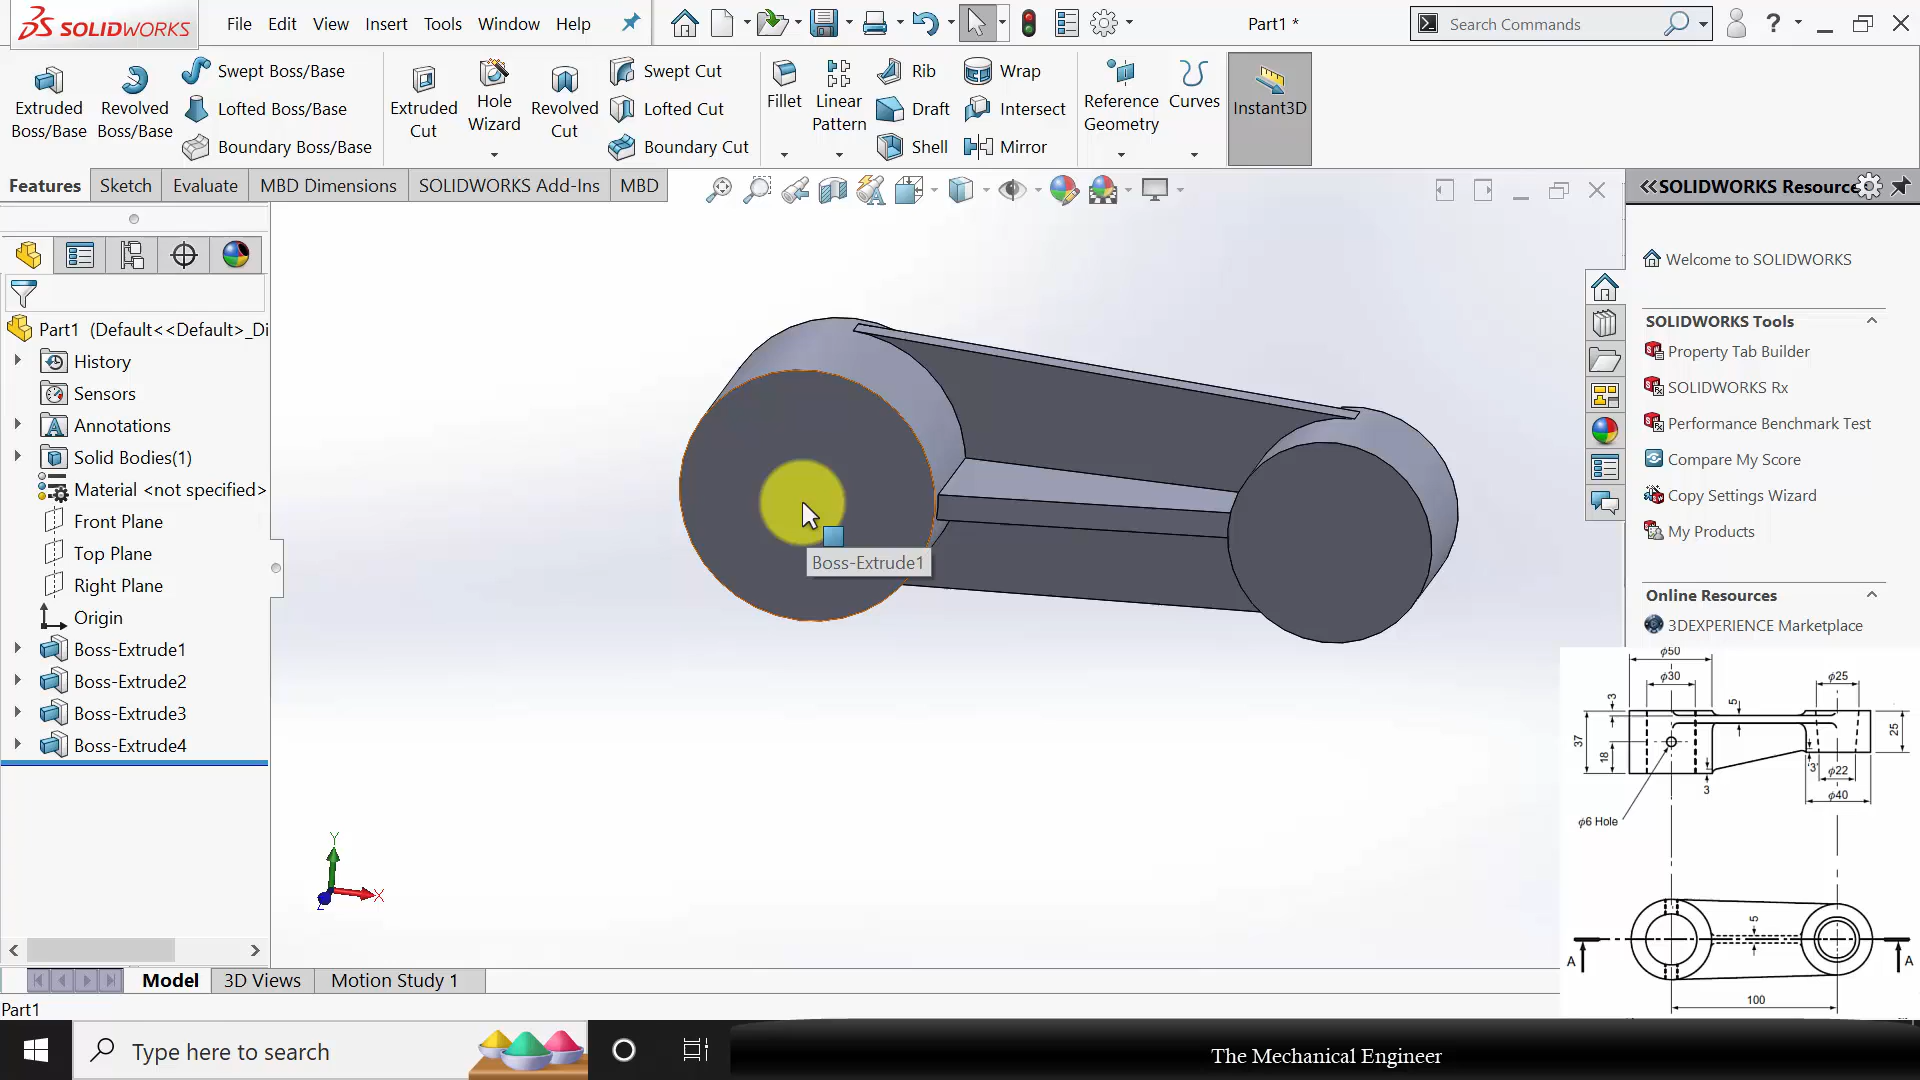 DS SOLIDWORKS
File Edit View Insert Tools Window Help
Part1 *
Search Commands
Extruded Boss/Base
Revolved Boss/Base
Swept Boss/Base
Lofted Boss/Base
Boundary Boss/Base
Extruded Cut
Hole Wizard
Revolved Cut
Swept Cut
Lofted Cut
Boundary Cut
Fillet
Linear Pattern
Rib
Draft
Shell
Wrap
Intersect
Mirror
Reference Geometry
Curves
Instant3D
Features Sketch Evaluate MBD Dimensions SOLIDWORKS Add-Ins MBD
Part1 (Default<<Default>_Di
History
Sensors
Annotations
Solid Bodies(1)
Material <not specified>
Front Plane
Top Plane
Right Plane
Origin
Boss-Extrude1
Boss-Extrude2
Boss-Extrude3
Boss-Extrude4
Boss-Extrude1
Y
X
Z
SOLIDWORKS Resource
Welcome to SOLIDWORKS
SOLIDWORKS Tools
Property Tab Builder
SOLIDWORKS Rx
Performance Benchmark Test
Compare My Score
Copy Settings Wizard
My Products
Online Resources
3DEXPERIENCE Marketplace
φ50
φ30
φ25
3
5
37
18
25
3
3
φ22
φ40
φ6 Hole
5
A
A
100
Model 3D Views Motion Study 1
Part1
Type here to search
The Mechanical Engineer